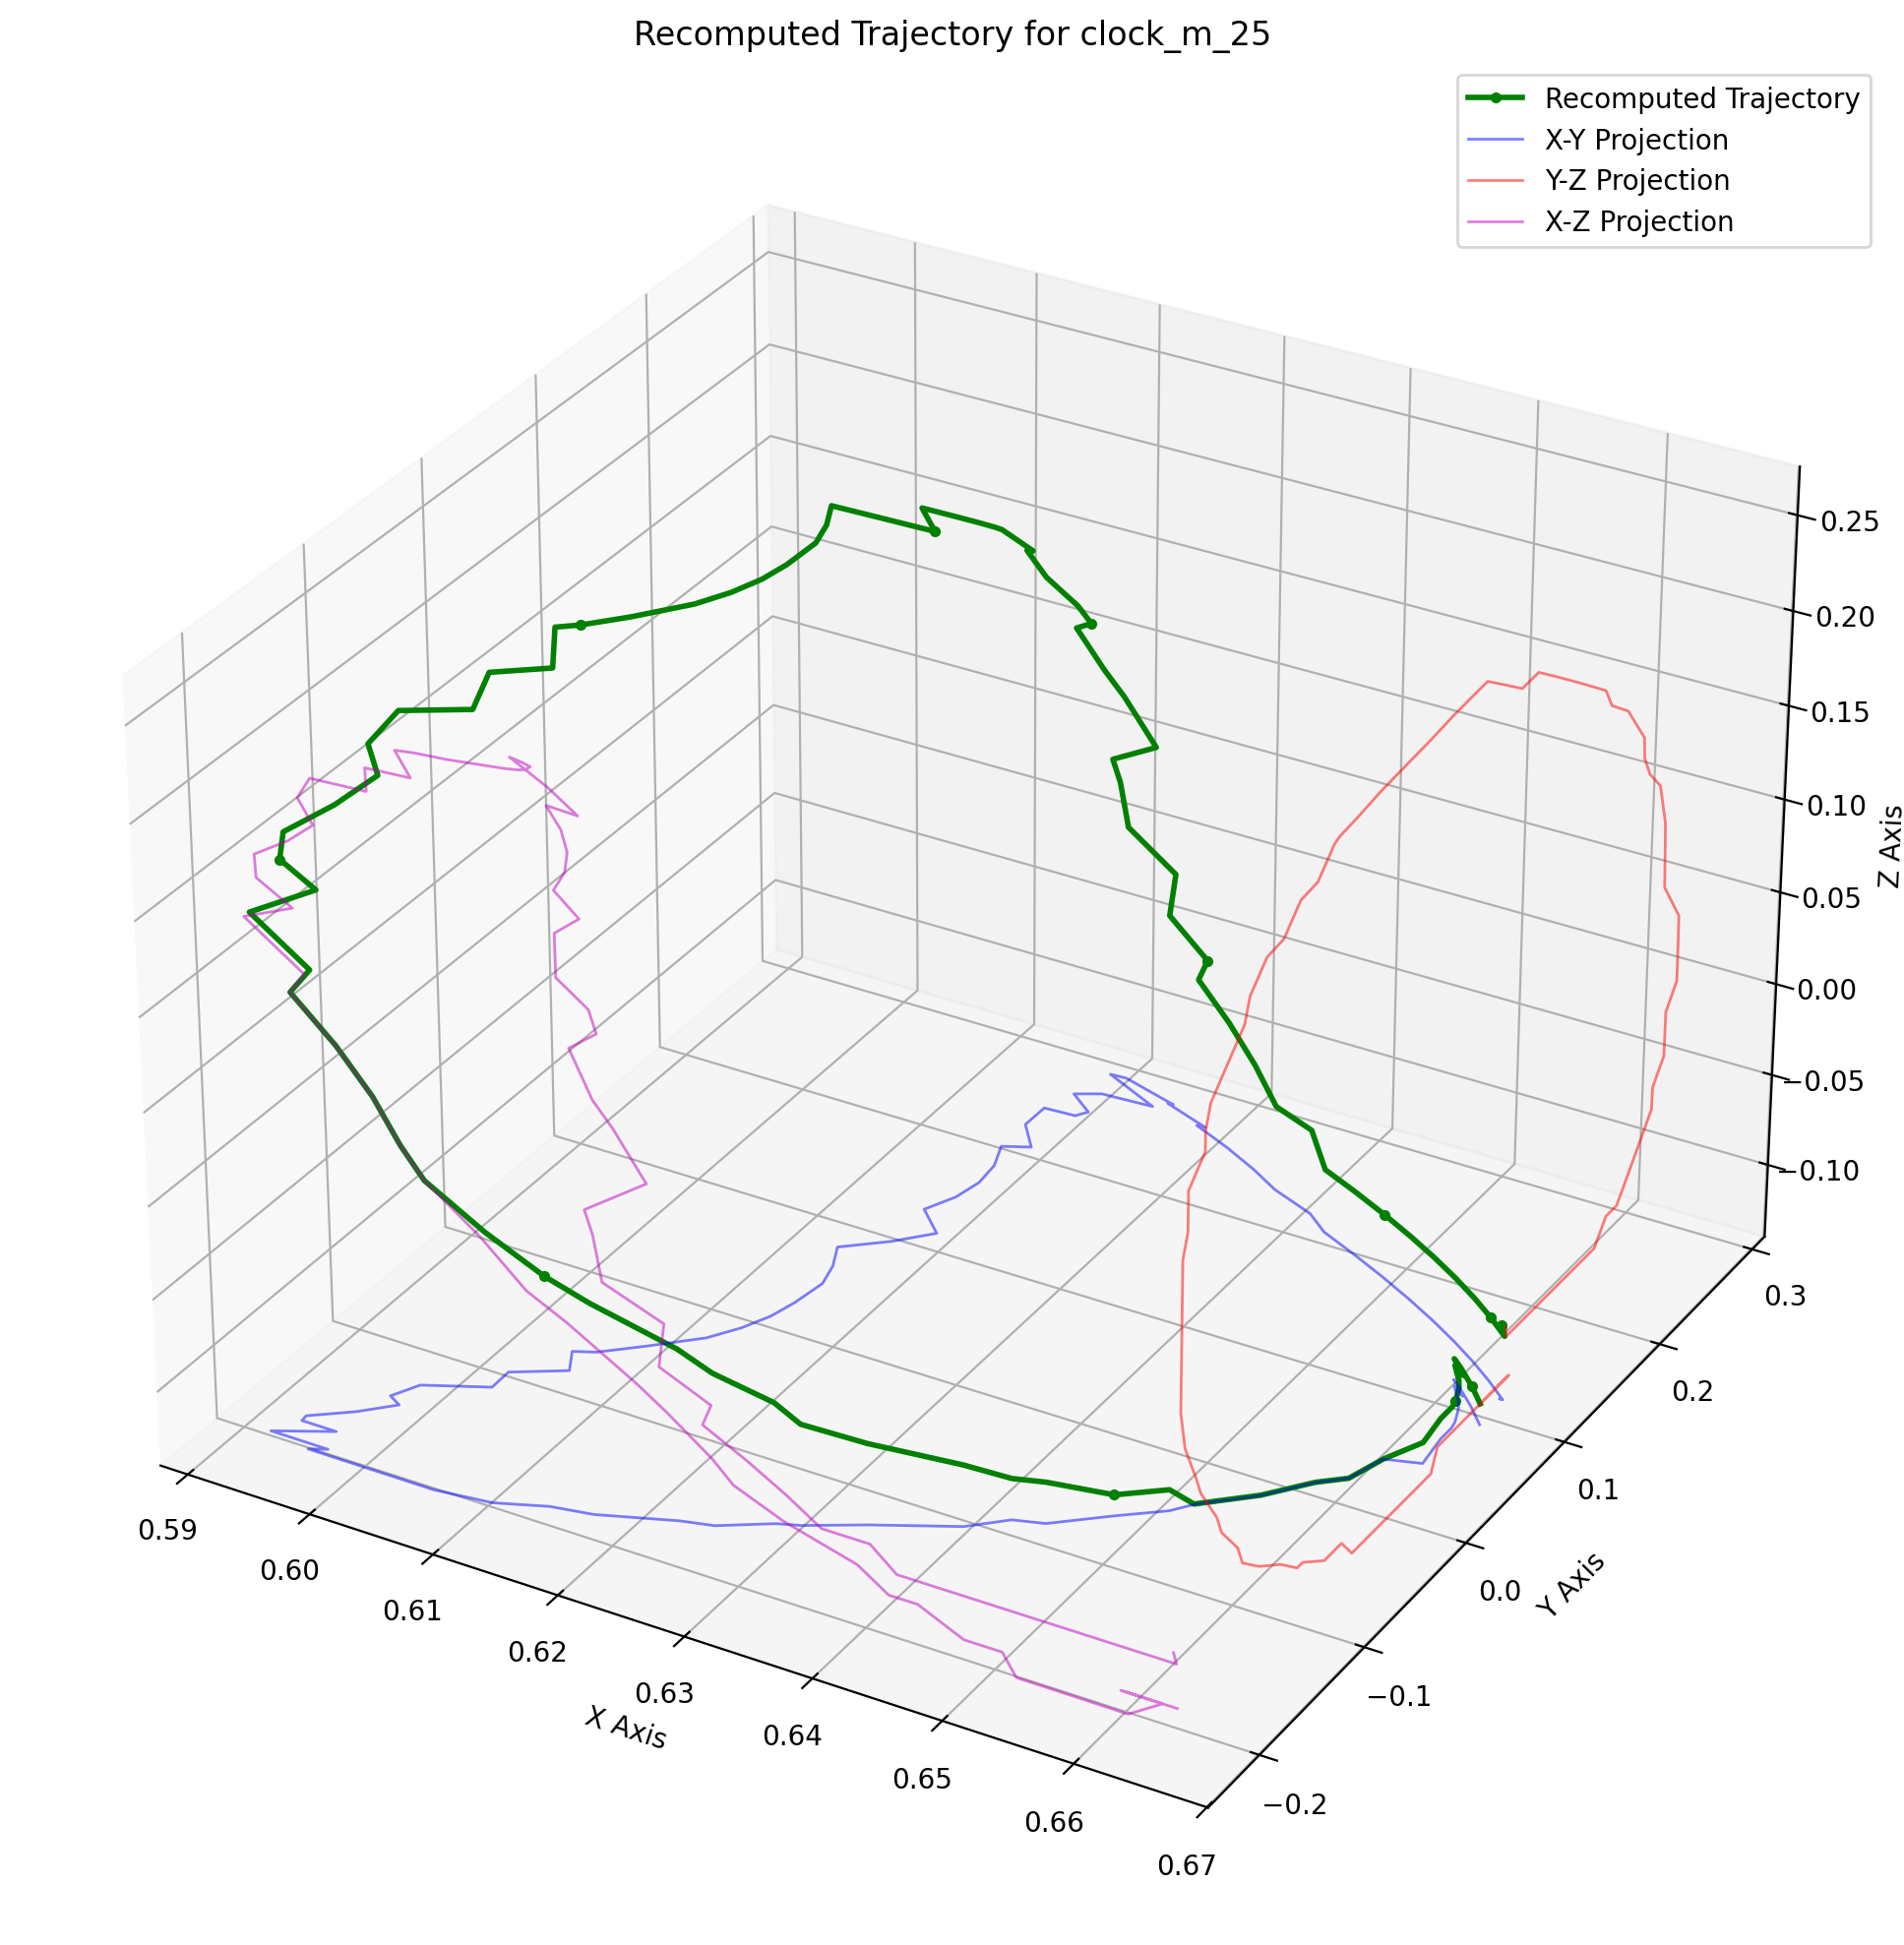 Recomputed Trajectory for clock_m_25
Recomputed Trajectory
X-Y Projection
Y-Z Projection
X-Z Projection
0.25
0.20
0.15
0.10
0.05
0.00
−0.05
−0.10
Z Axis
0.3
0.2
0.1
0.0
−0.1
−0.2
Y Axis
0.59
0.60
0.61
0.62
0.63
0.64
0.65
0.66
0.67
X Axis